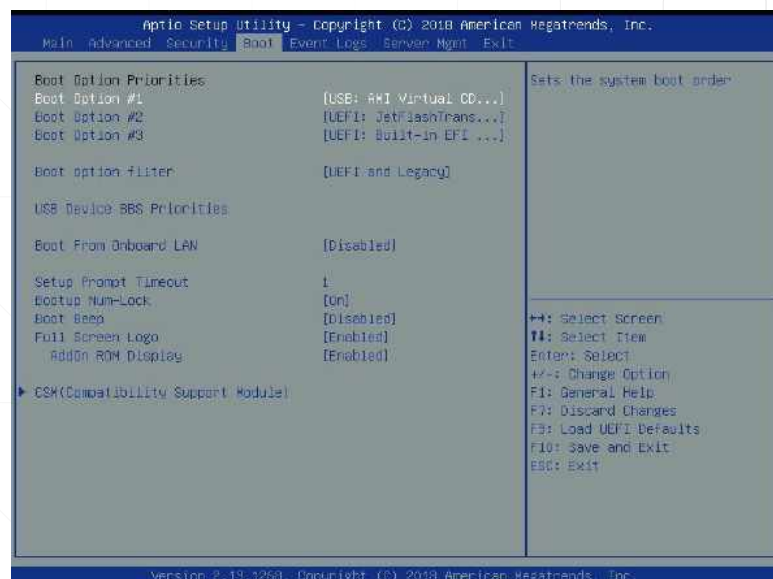 Aptio Setup Utility - Copyright (C) 2018 American Megatrends, Inc.
Main Advanced Security Boot Event Logs Server Mgmt Exit
Boot Option Priorities
Boot Option #1 [USB: AMI Virtual CD...]
Boot Option #2 [UEFI: JetFlashTrans...]
Boot Option #3 [UEFI: Built-in EFI ...]
Boot option filter [UEFI and Legacy]
USB Device BBS Priorities
Boot From Onboard LAN [Disabled]
Setup Prompt Timeout 1
Bootup Num-Lock [On]
Boot Beep [Disabled]
Full Screen Logo [Enabled]
AddOn ROM Display [Enabled]
CSM(Compatibility Support Module)
Sets the system boot order
↔: Select Screen
↑↓: Select Item
Enter: Select
+/-: Change Option
F1: General Help
F7: Discard Changes
F9: Load UEFI Defaults
F10: Save and Exit
ESC: Exit
Version 2.19.1268. Copyright (C) 2018 American Megatrends, Inc.